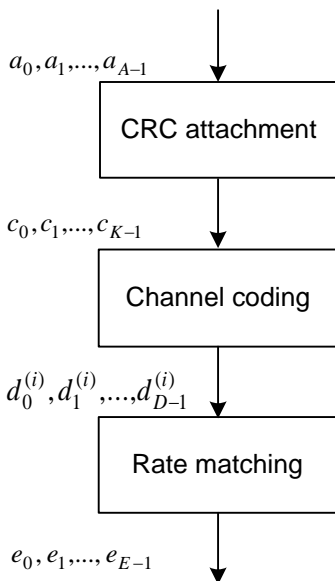 a_0, a_1,..., a_{A-1}
CRC attachment
c_0, c_1,..., c_{K-1}
Channel coding
d_0^{(i)}, d_1^{(i)},..., d_{D-1}^{(i)}
Rate matching
e_0, e_1,..., e_{E-1}